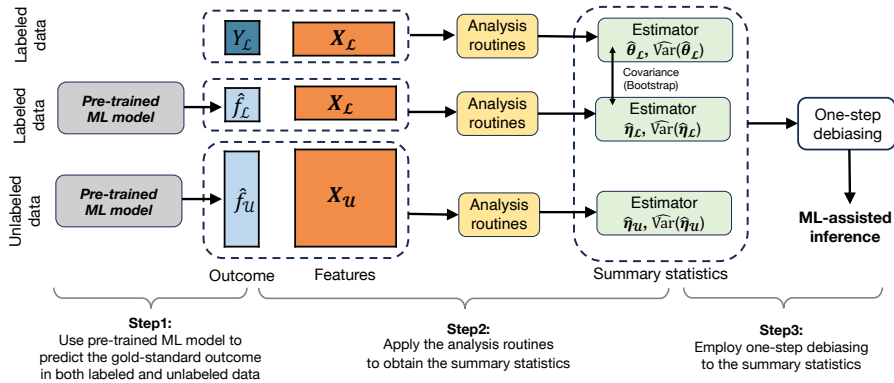 Labeled data
Y_ℒ
X_ℒ
Analysis routines
Estimator
θ̂_ℒ, Var̂(θ̂_ℒ)
Covariance
(Bootstrap)
Labeled data
Pre-trained
ML model
f̂_ℒ
X_ℒ
Analysis routines
Estimator
η̂_ℒ, Var̂(η̂_ℒ)
One-step
debiasing
Unlabeled data
Pre-trained
ML model
f̂_𝒰
X_𝒰
Analysis routines
Estimator
η̂_𝒰, Var̂(η̂_𝒰)
ML-assisted
inference
Outcome
Features
Summary statistics
Step1:
Use pre-trained ML model to
predict the gold-standard outcome
in both labeled and unlabeled data
Step2:
Apply the analysis routines
to obtain the summary statistics
Step3:
Employ one-step debiasing
to the summary statistics